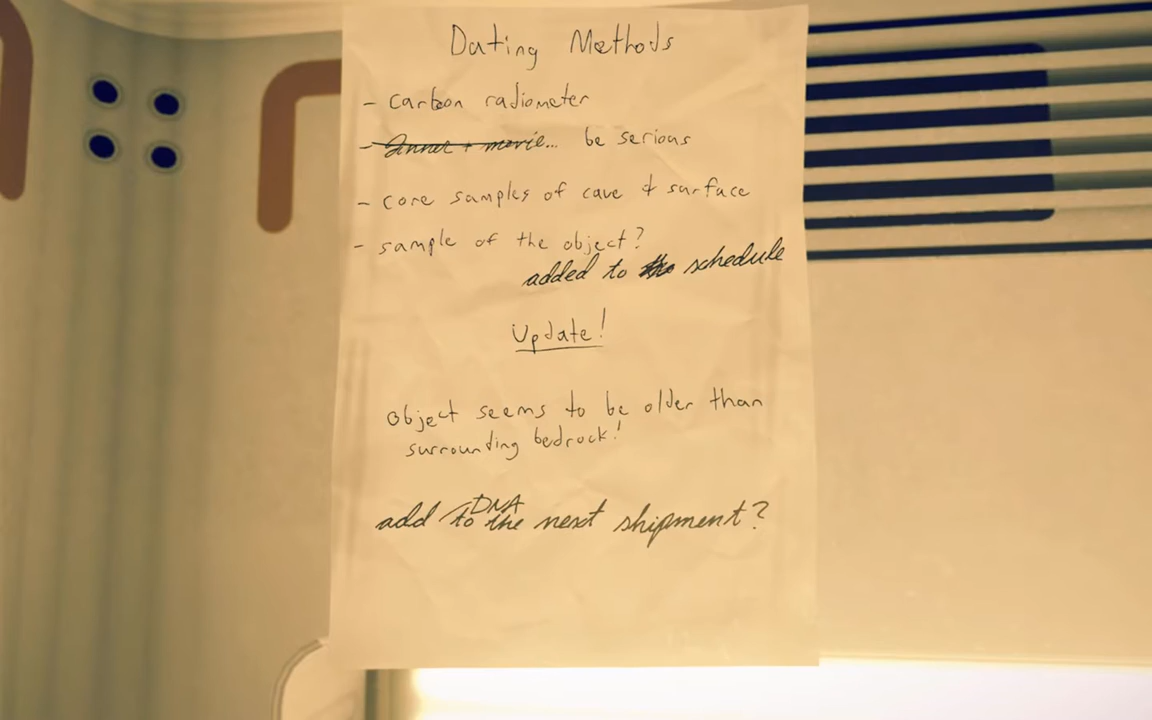 Dating Methods
- Carbon radiometer
- Dinner + movie... be serious
- core samples of cave & surface
- sample of the object?
added to the schedule
Update!
Object seems to be older than
surrounding bedrock!
DNA
add to the next shipment?